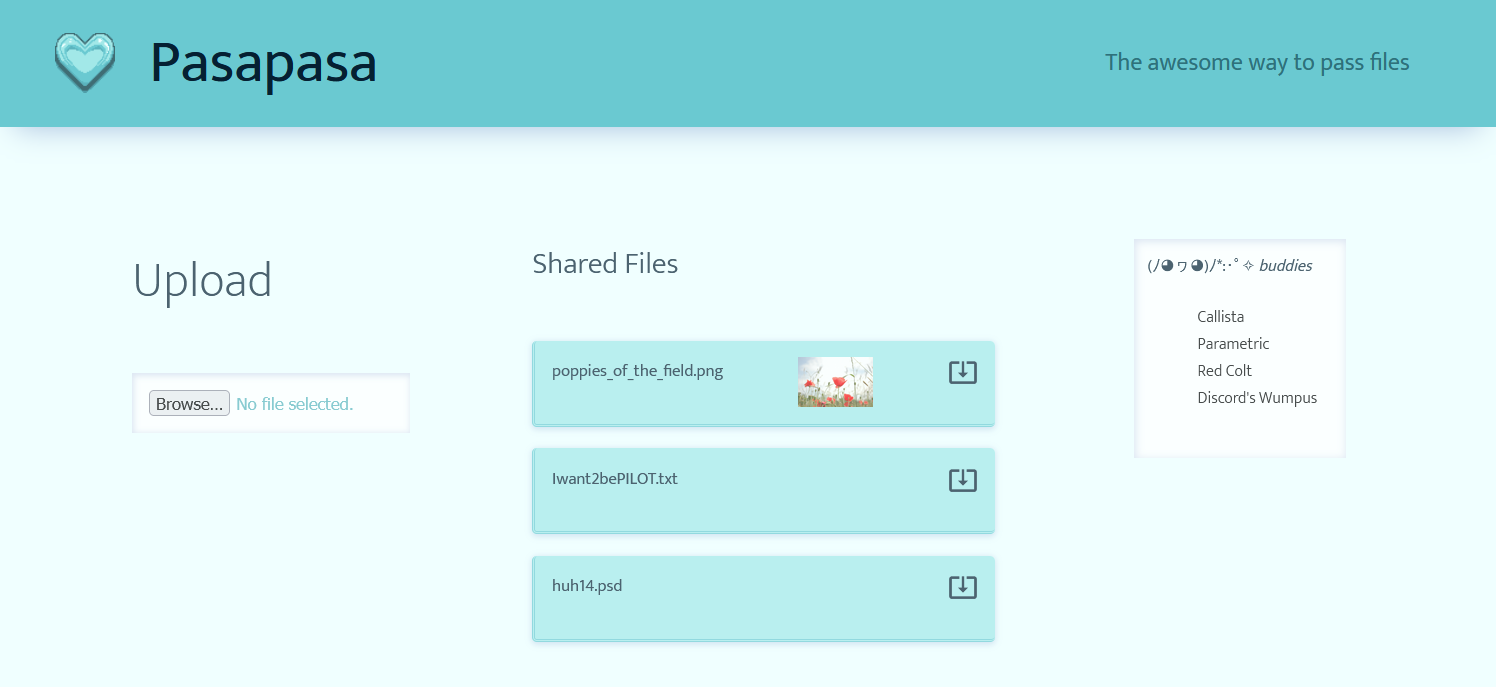 Pasapasa
The awesome way to pass files
Upload
Browse... No file selected.
Shared Files
poppies_of_the_field.png
Iwant2bePILOT.txt
huh14.psd
(ﾉ◕ヮ◕)ﾉ*:･ﾟ✧ buddies
Callista
Parametric
Red Colt
Discord's Wumpus